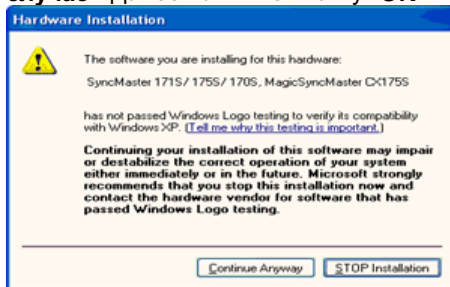 Hardware Installation
The software you are installing for this hardware:
SyncMaster 171S/ 175S/ 170S, MagicSyncMaster CX175S
has not passed Windows Logo testing to verify its compatibility
with Windows XP. (Tell me why this testing is important.)
Continuing your installation of this software may impair
or destabilize the correct operation of your system
either immediately or in the future. Microsoft strongly
recommends that you stop this installation now and
contact the hardware vendor for software that has
passed Windows Logo testing.
Continue Anyway STOP Installation